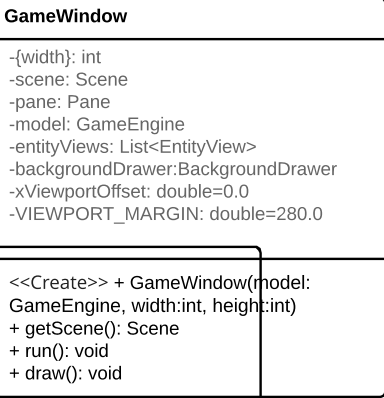 GameWindow
-{width}: int
-scene: Scene
-pane: Pane
-model: GameEngine
-entityViews: List<EntityView>
-backgroundDrawer:BackgroundDrawer
-xViewportOffset: double=0.0
-VIEWPORT_MARGIN: double=280.0
<<Create>> + GameWindow(model:
GameEngine, width:int, height:int)
+ getScene(): Scene
+ run(): void
+ draw(): void